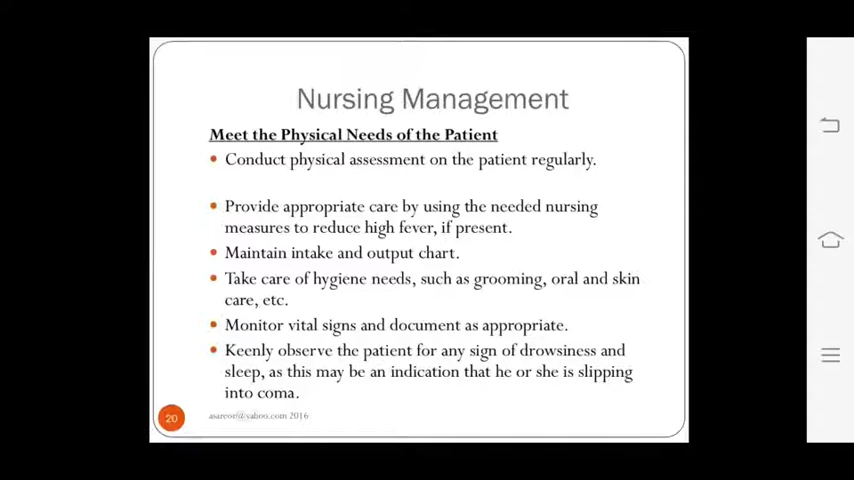 Nursing Management
Meet the Physical Needs of the Patient
• Conduct physical assessment on the patient regularly.
• Provide appropriate care by using the needed nursing
measures to reduce high fever, if present.
• Maintain intake and output chart.
• Take care of hygiene needs, such as grooming, oral and skin
care, etc.
• Monitor vital signs and document as appropriate.
• Keenly observe the patient for any sign of drowsiness and
sleep, as this may be an indication that he or she is slipping
into coma.
20
asareor@yahoo.com 2016